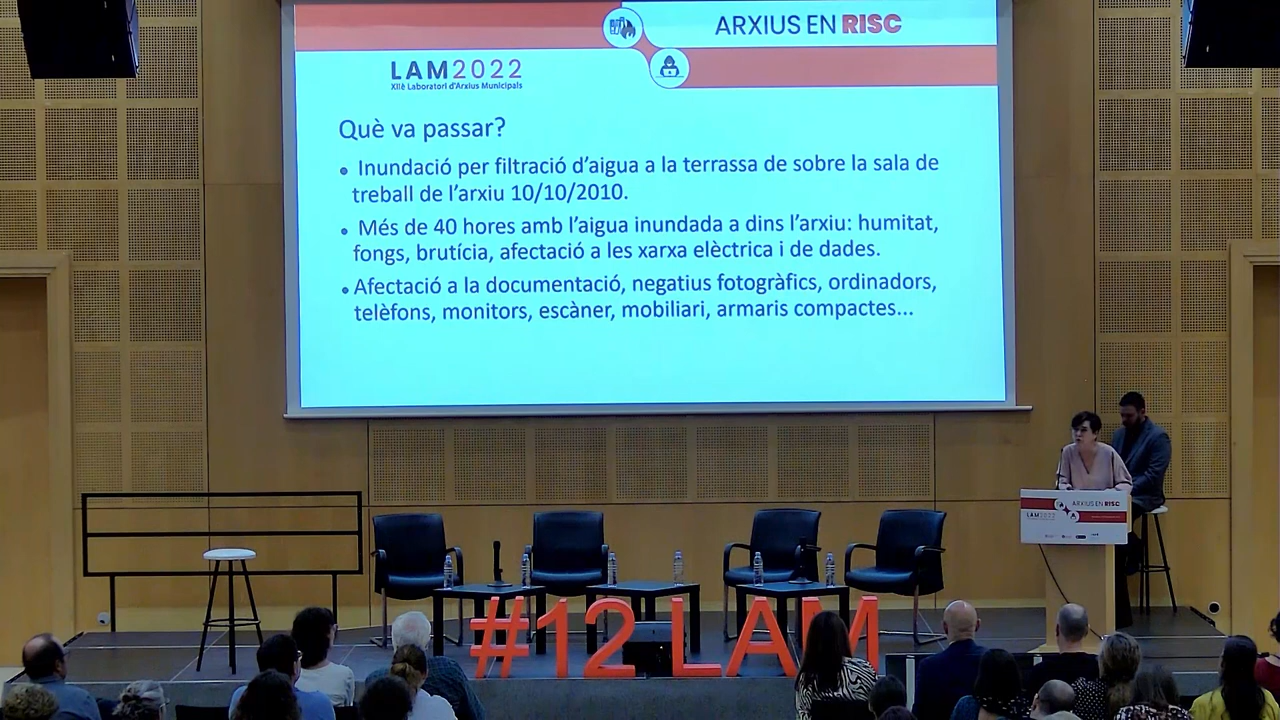 ARXIUS EN RISC
LAM2022
XIIè Laboratori d'Arxius Municipals
Què va passar?
• Inundació per filtració d'aigua a la terrassa de sobre la sala de
treball de l'arxiu 10/10/2010.
• Més de 40 hores amb l'aigua inundada a dins l'arxiu: humitat,
fongs, brutícia, afectació a les xarxa elèctrica i de dades.
• Afectació a la documentació, negatius fotogràfics, ordinadors,
telèfons, monitors, escàner, mobiliari, armaris compactes...
ARXIUS EN RISC
LAM2022
#12 LAM